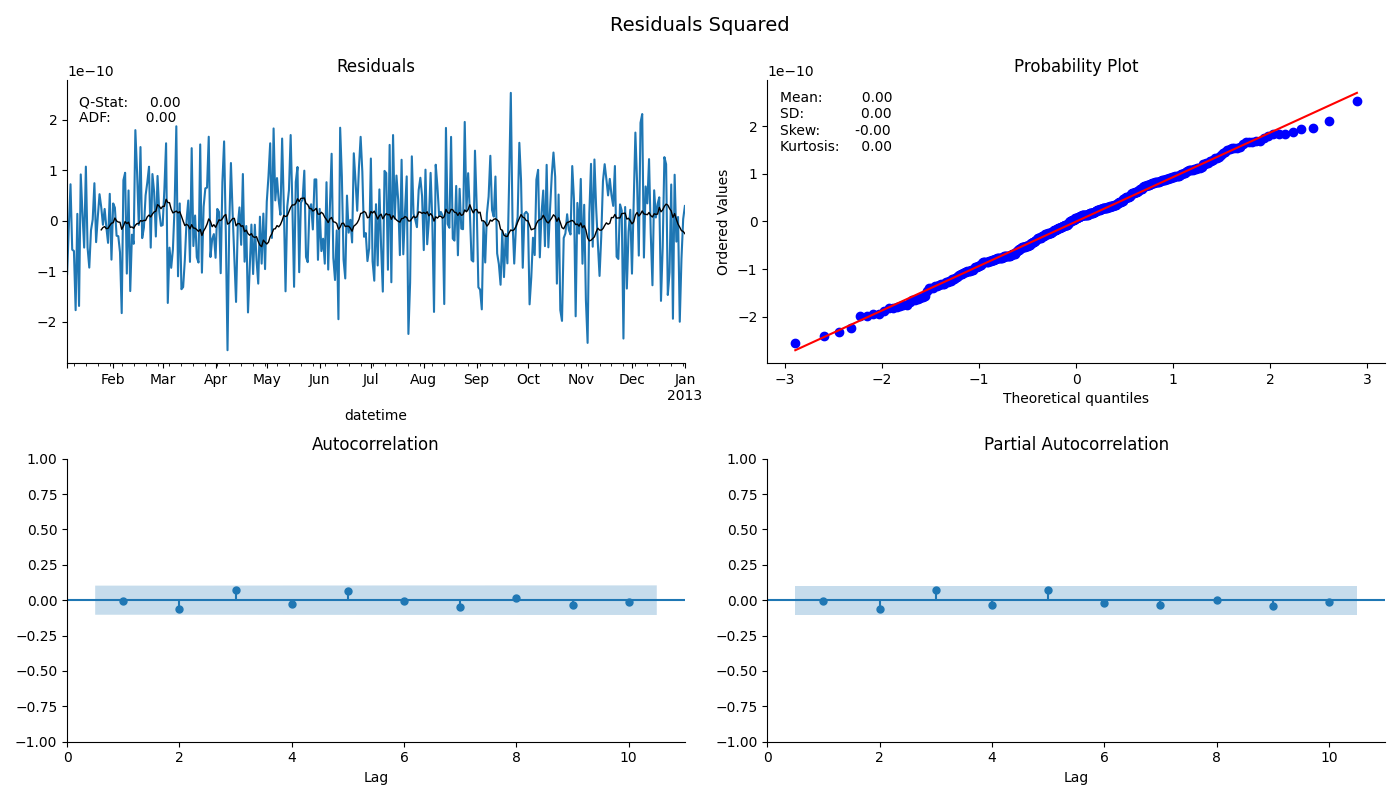 Residuals Squared
Residuals
1e−10
Q-Stat: 0.00
ADF: 0.00
2
1
0
−1
−2
Feb Mar Apr May Jun Jul Aug Sep Oct Nov Dec Jan
2013
datetime
Probability Plot
1e−10
Mean: 0.00
SD: 0.00
Skew: -0.00
Kurtosis: 0.00
Ordered Values
2
1
0
−1
−2
−3 −2 −1 0 1 2 3
Theoretical quantiles
Autocorrelation
1.00
0.75
0.50
0.25
0.00
−0.25
−0.50
−0.75
−1.00
0 2 4 6 8 10
Lag
Partial Autocorrelation
1.00
0.75
0.50
0.25
0.00
−0.25
−0.50
−0.75
−1.00
0 2 4 6 8 10
Lag